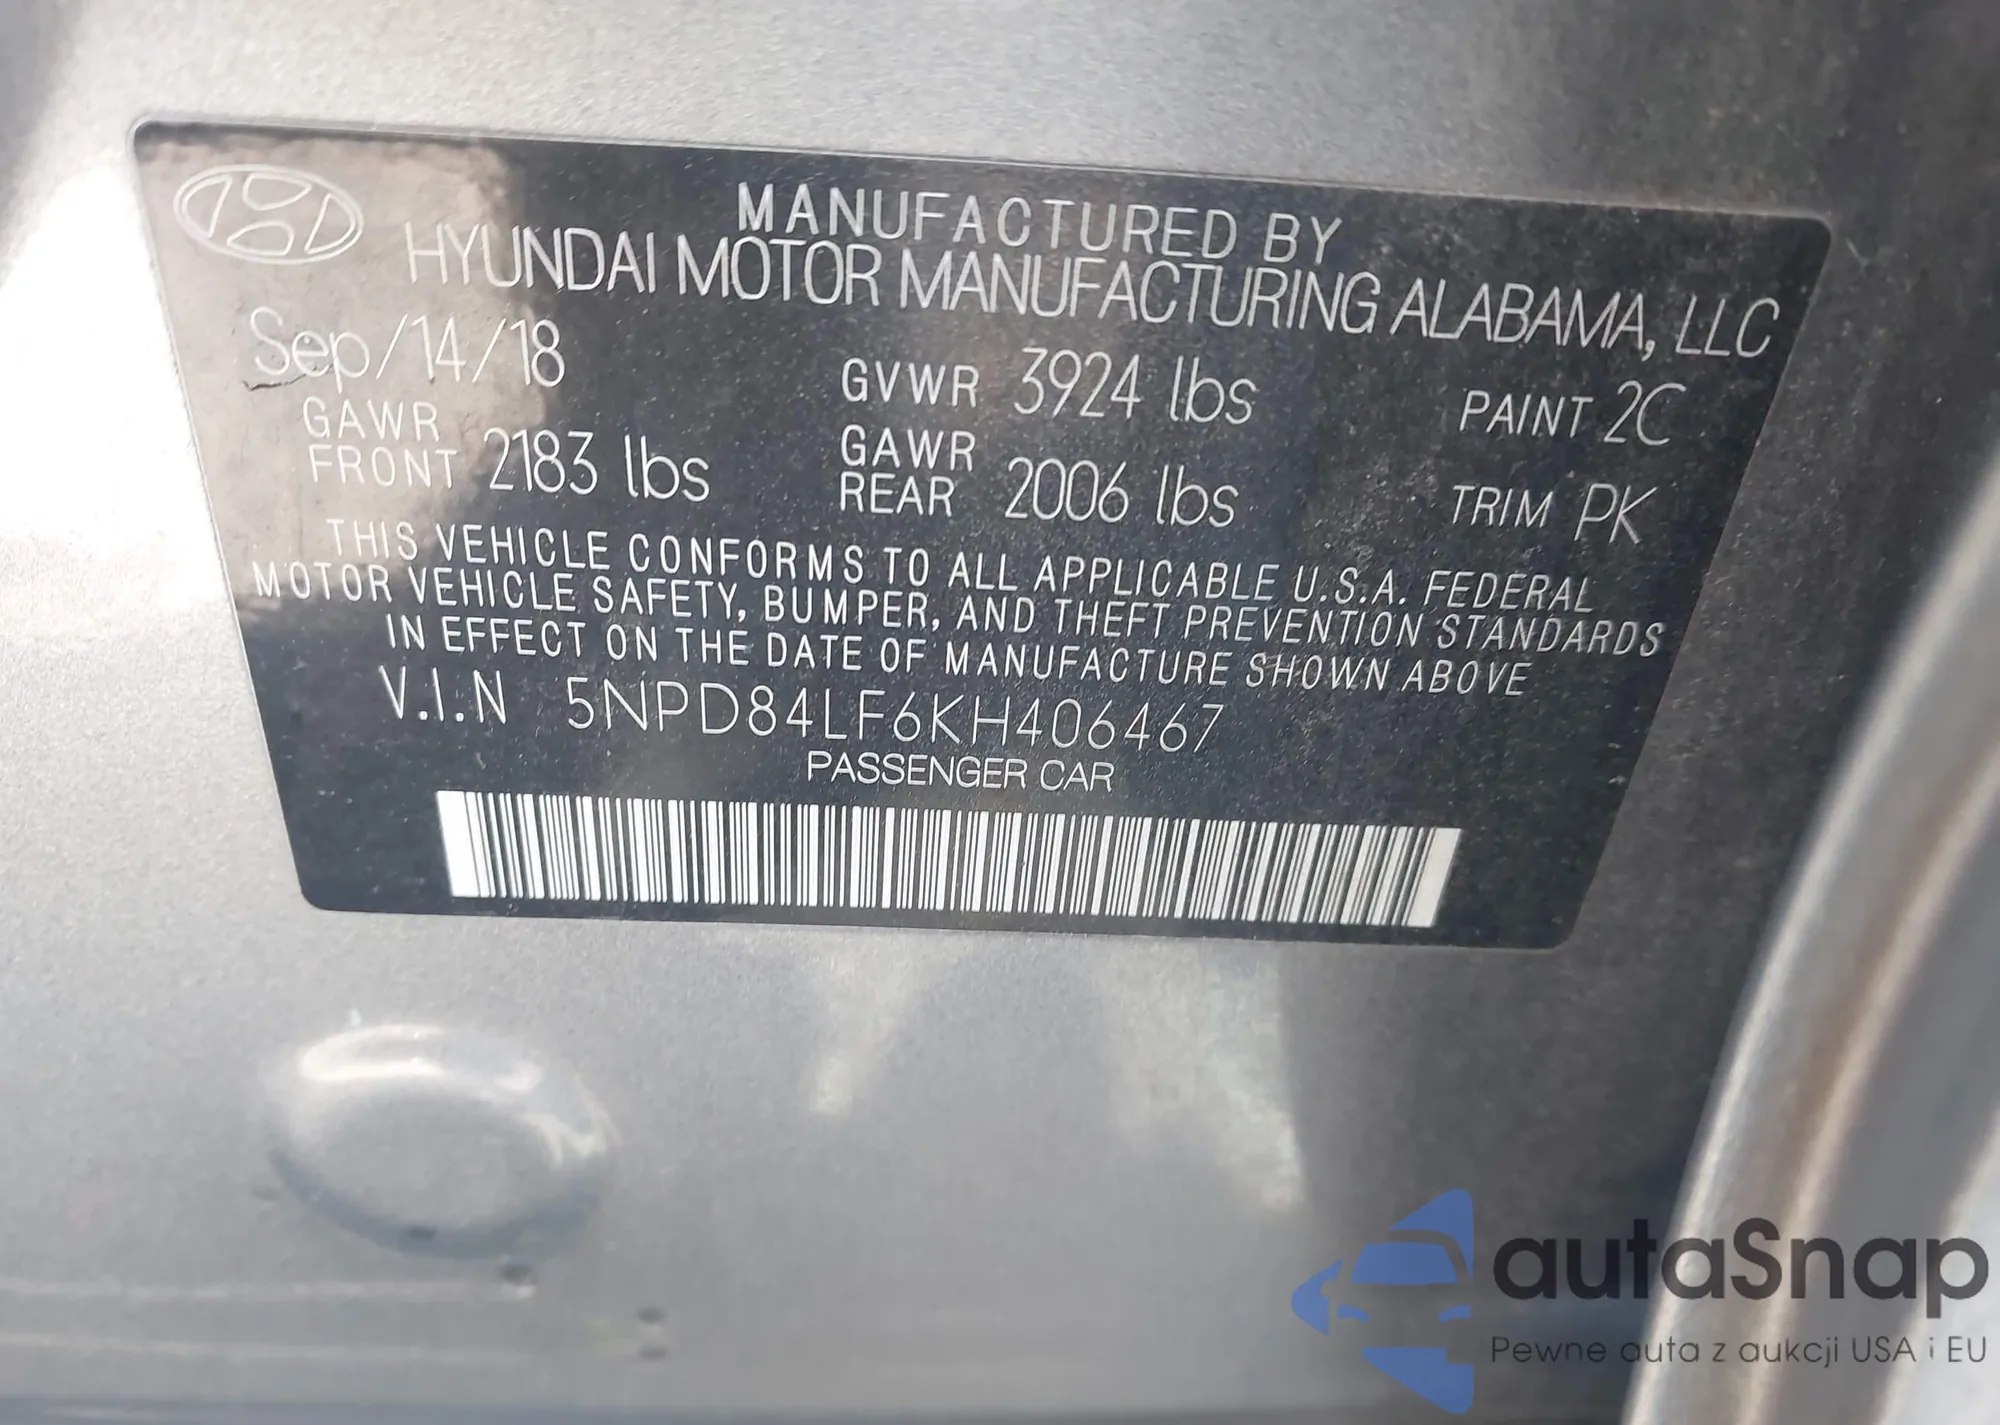 MANUFACTURED BY
HYUNDAI MOTOR MANUFACTURING ALABAMA, LLC
Sep/14/18 GVWR 3924 lbs PAINT 2C
GAWR FRONT 2183 lbs GAWR REAR 2006 lbs TRIM PK
THIS VEHICLE CONFORMS TO ALL APPLICABLE U.S.A. FEDERAL
MOTOR VEHICLE SAFETY, BUMPER, AND THEFT PREVENTION STANDARDS
IN EFFECT ON THE DATE OF MANUFACTURE SHOWN ABOVE
V.I.N 5NPD84LF6KH406467
PASSENGER CAR
autaSnap
Pewne auta z aukcji USA i EU